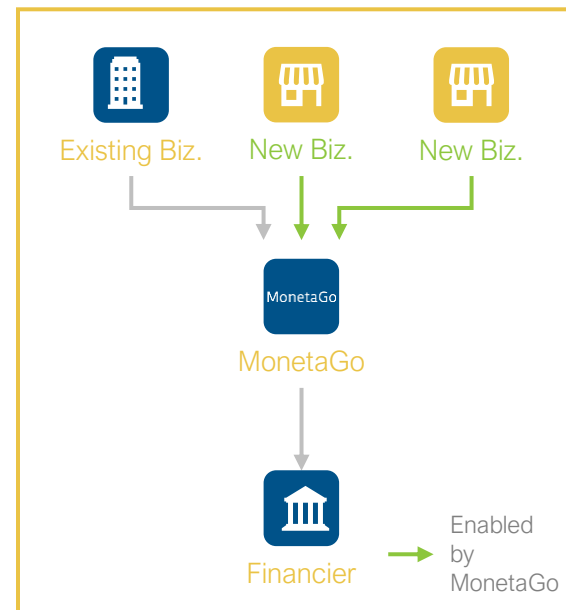 Existing Biz.
New Biz.
New Biz.
MonetaGo
MonetaGo
Financier
Enabled
by
MonetaGo